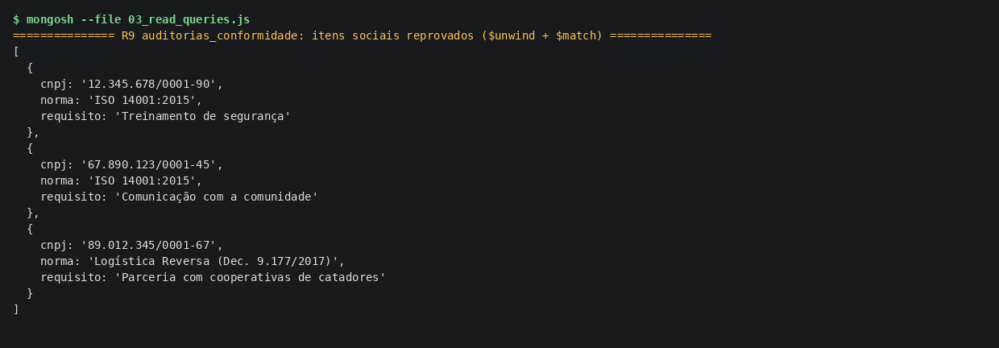 $ mongosh --file 03_read_queries.js
=============== R9 auditorias_conformidade: itens sociais reprovados ($unwind + $match) ===============
[
  {
    cnpj: '12.345.678/0001-90',
    norma: 'ISO 14001:2015',
    requisito: 'Treinamento de segurança'
  },
  {
    cnpj: '67.890.123/0001-45',
    norma: 'ISO 14001:2015',
    requisito: 'Comunicação com a comunidade'
  },
  {
    cnpj: '89.012.345/0001-67',
    norma: 'Logística Reversa (Dec. 9.177/2017)',
    requisito: 'Parceria com cooperativas de catadores'
  }
]